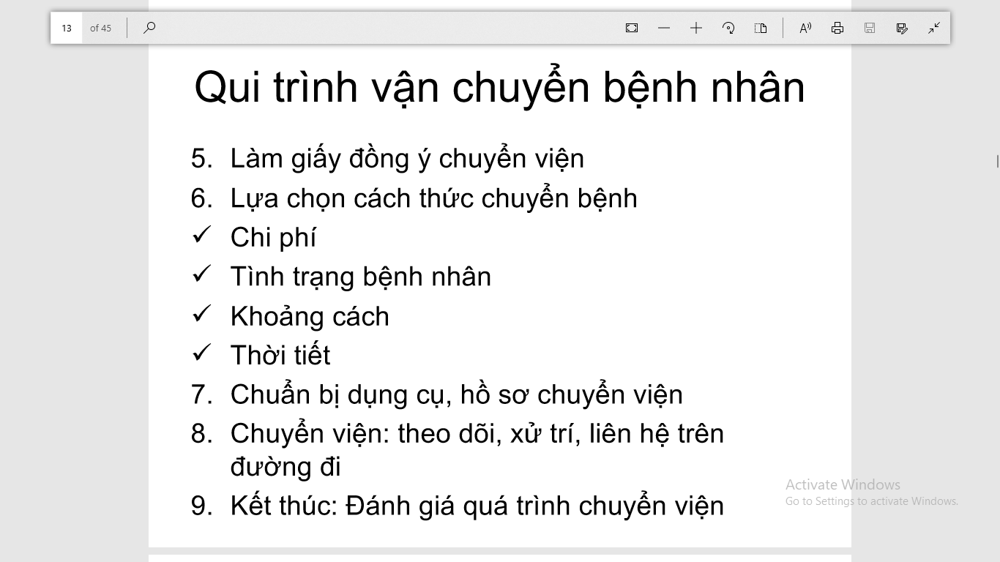 13 of 45
Qui trình vận chuyển bệnh nhân
5. Làm giấy đồng ý chuyển viện
6. Lựa chọn cách thức chuyển bệnh
✓ Chi phí
✓ Tình trạng bệnh nhân
✓ Khoảng cách
✓ Thời tiết
7. Chuẩn bị dụng cụ, hồ sơ chuyển viện
8. Chuyển viện: theo dõi, xử trí, liên hệ trên
đường đi
9. Kết thúc: Đánh giá quá trình chuyển viện
Activate Windows
Go to Settings to activate Windows.